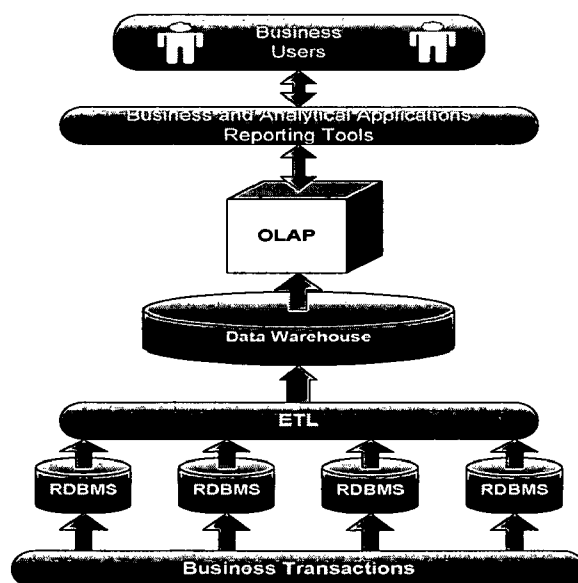 Business
Users
Business and Analytical Applications
Reporting Tools
OLAP
Data Warehouse
ETL
RDBMS RDBMS RDBMS RDBMS
Business Transactions